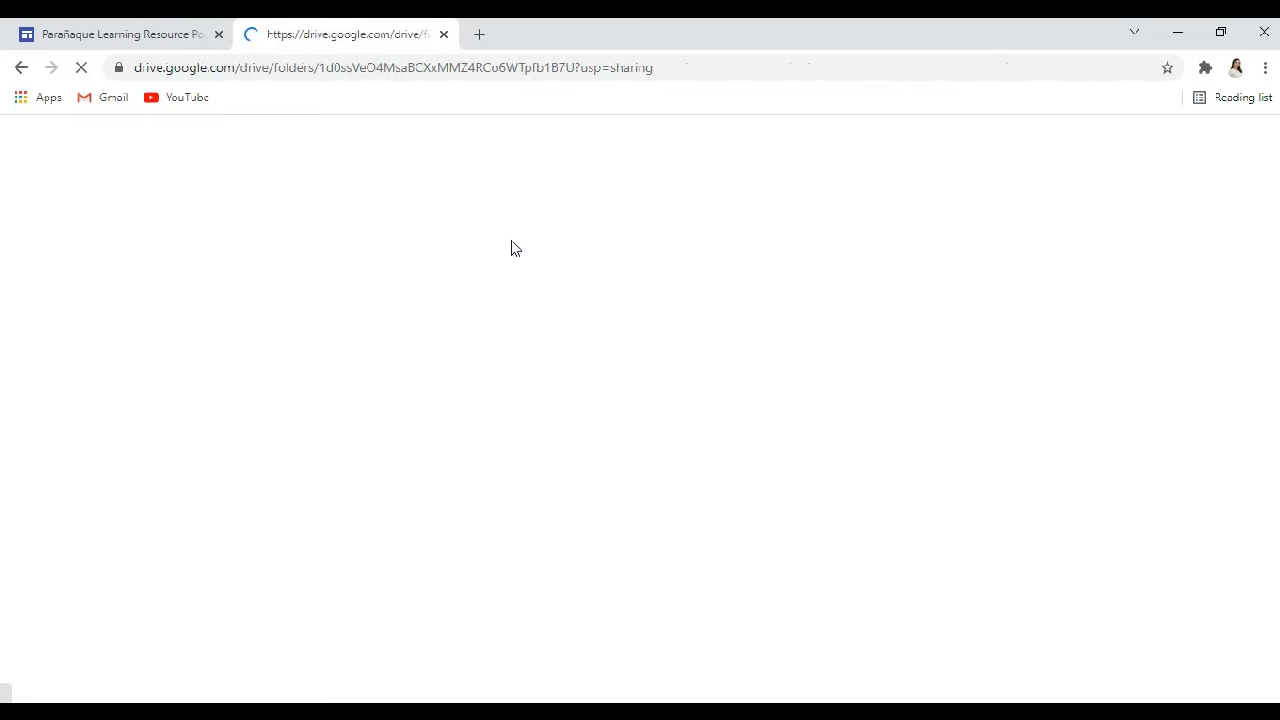 Parañaque Learning Resource Po
https://drive.google.com/drive/f
drive.google.com/drive/folders/1d0ssVeO4MsaBCXxMMZ4RCo6WTpfb1B7U?usp=sharing
Apps
Gmail
YouTube
Reading list